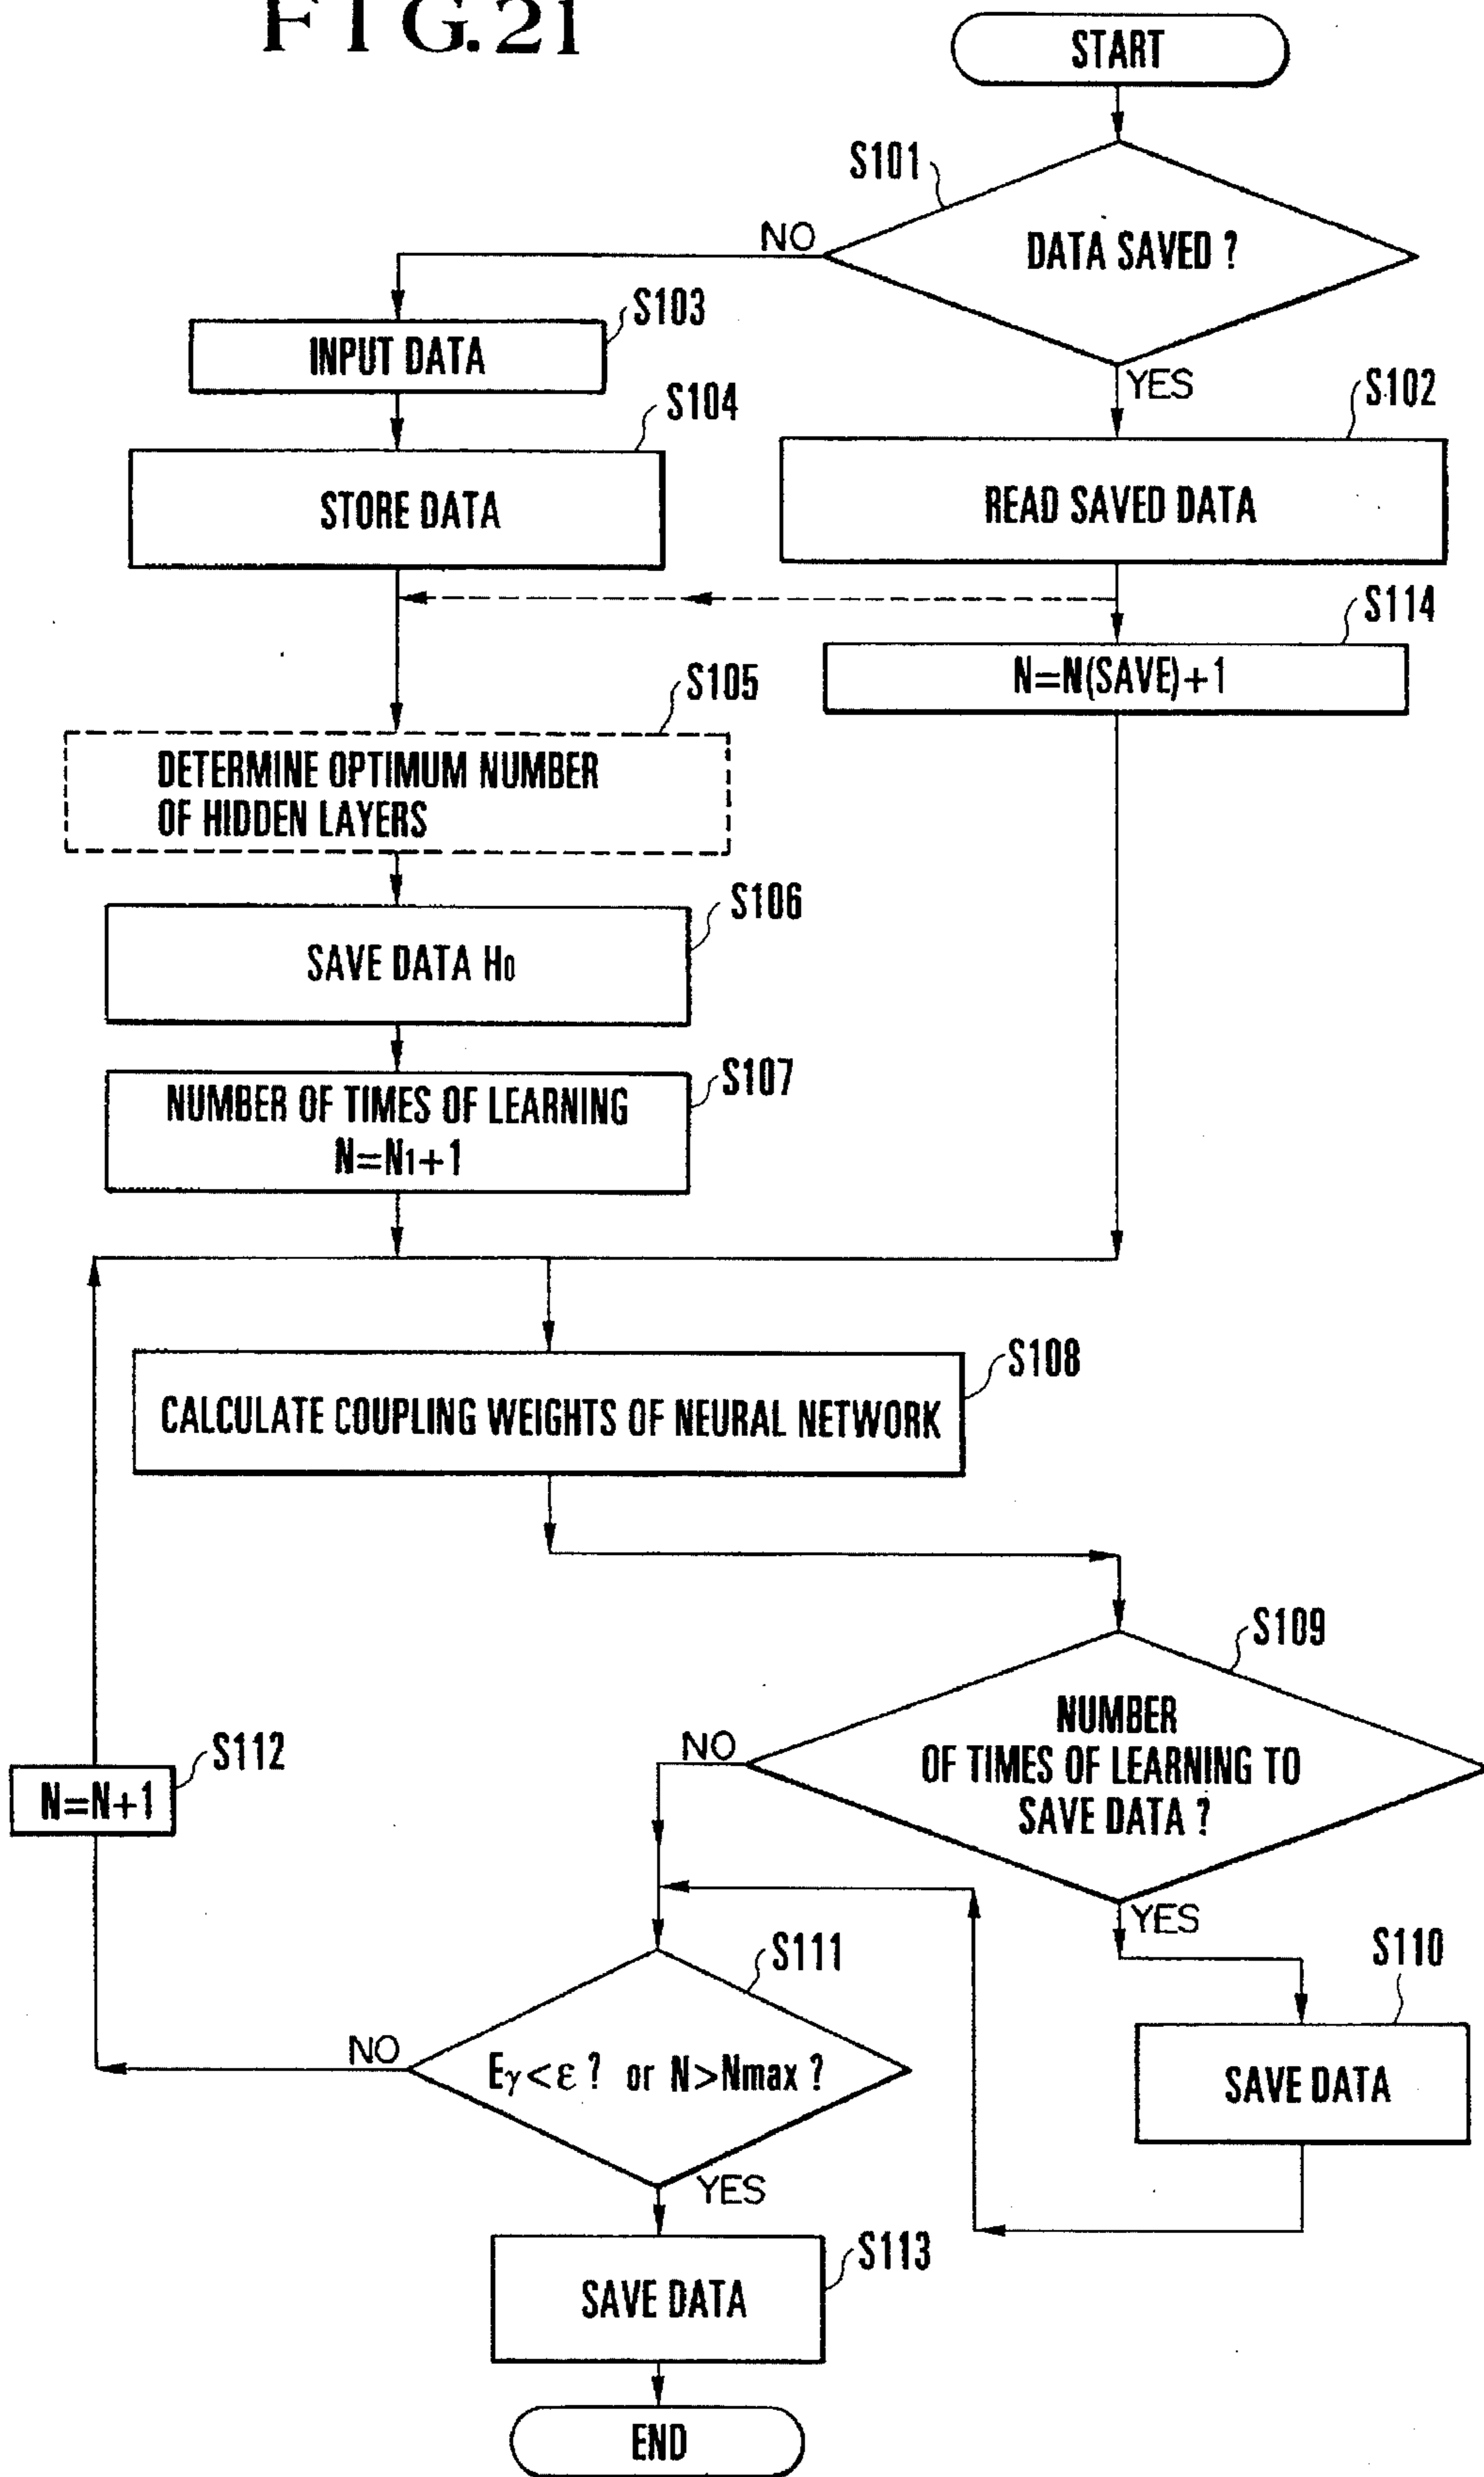 FIG.21
START
S101
NO
DATA SAVED ?
S103
INPUT DATA
YES
S102
S104
STORE DATA
READ SAVED DATA
S114
N=N(SAVE)+1
S105
DETERMINE OPTIMUM NUMBER
OF HIDDEN LAYERS
S106
SAVE DATA H0
S107
NUMBER OF TIMES OF LEARNING
N=N1+1
S108
CALCULATE COUPLING WEIGHTS OF NEURAL NETWORK
S109
NUMBER
OF TIMES OF LEARNING TO
SAVE DATA ?
NO
S112
N=N+1
YES
S110
SAVE DATA
S111
NO
Eγ<ε ? or N>Nmax ?
YES
S113
SAVE DATA
END